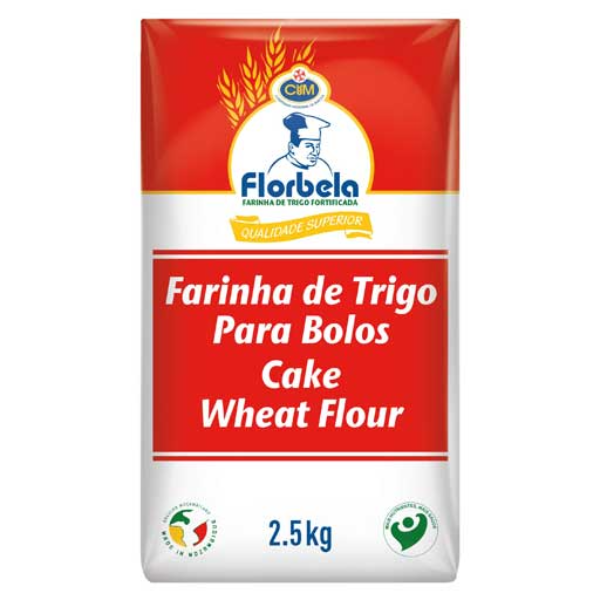 CIM
Florbela
FARINHA DE TRIGO FORTIFICADA
QUALIDADE SUPERIOR
Farinha de Trigo
Para Bolos
Cake
Wheat Flour
MADE IN MOZAMBIQUE
2.5kg